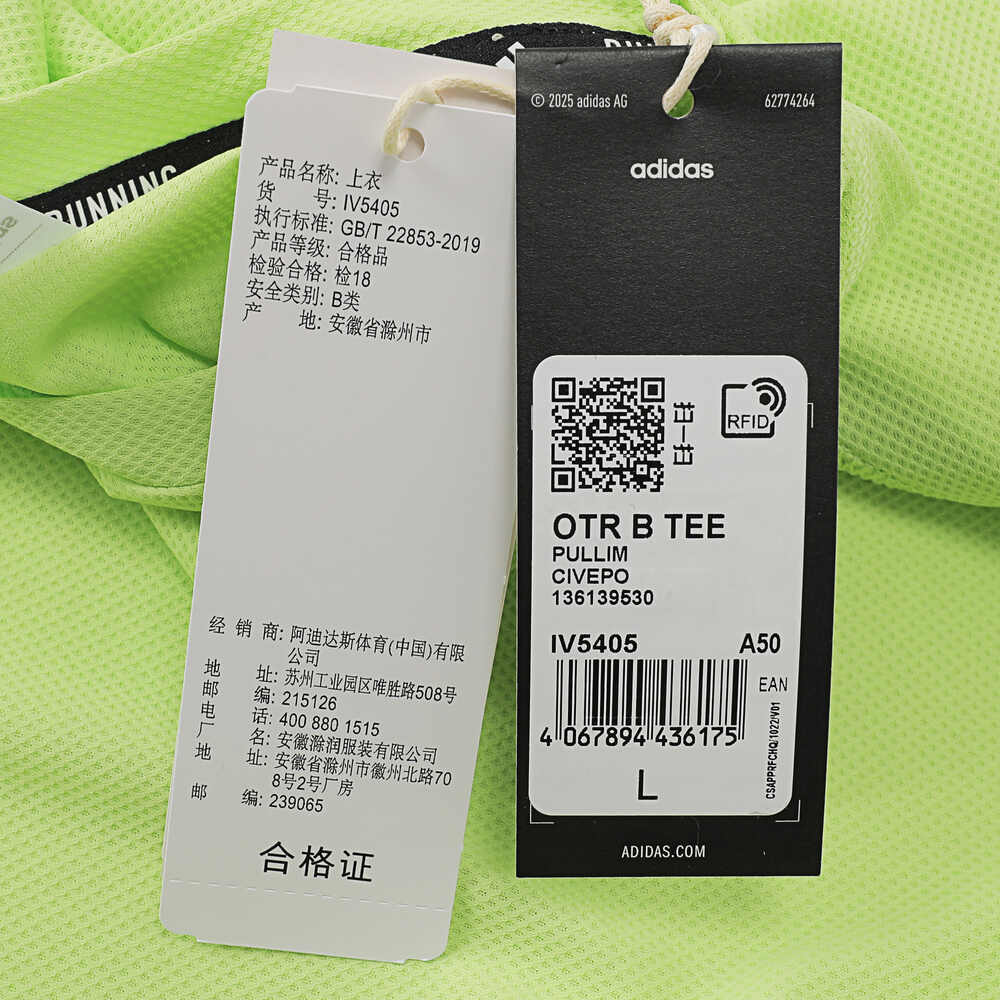 RUNNING
产品名称: 上衣
货 号: IV5405
执行标准: GB/T 22853-2019
产品等级: 合格品
检验合格: 检18
安全类别: B类
产 地: 安徽省滁州市
经 销 商: 阿迪达斯体育(中国)有限
公司
地 址: 苏州工业园区唯胜路508号
邮 编: 215126
电 话: 400 880 1515
厂 名: 安徽滁润服装有限公司
地 址: 安徽省滁州市徽州北路70
8号2号厂房
邮 编: 239065
合格证
© 2025 adidas AG
62774264
adidas
扫一扫
RFID
OTR B TEE
PULLIM
CIVEPO
136139530
IV5405 A50
EAN
4 067894 436175
CSAPPRFCHQ/1022/V01
L
ADIDAS.COM